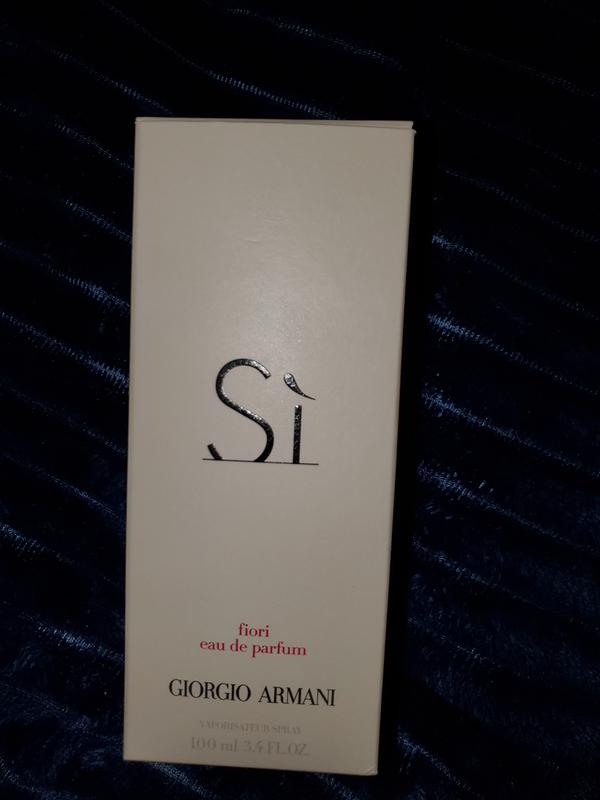 Sì
fiori
eau de parfum
GIORGIO ARMANI
VAPORISATEUR SPRAY
100 ml 3.4 FL.OZ.